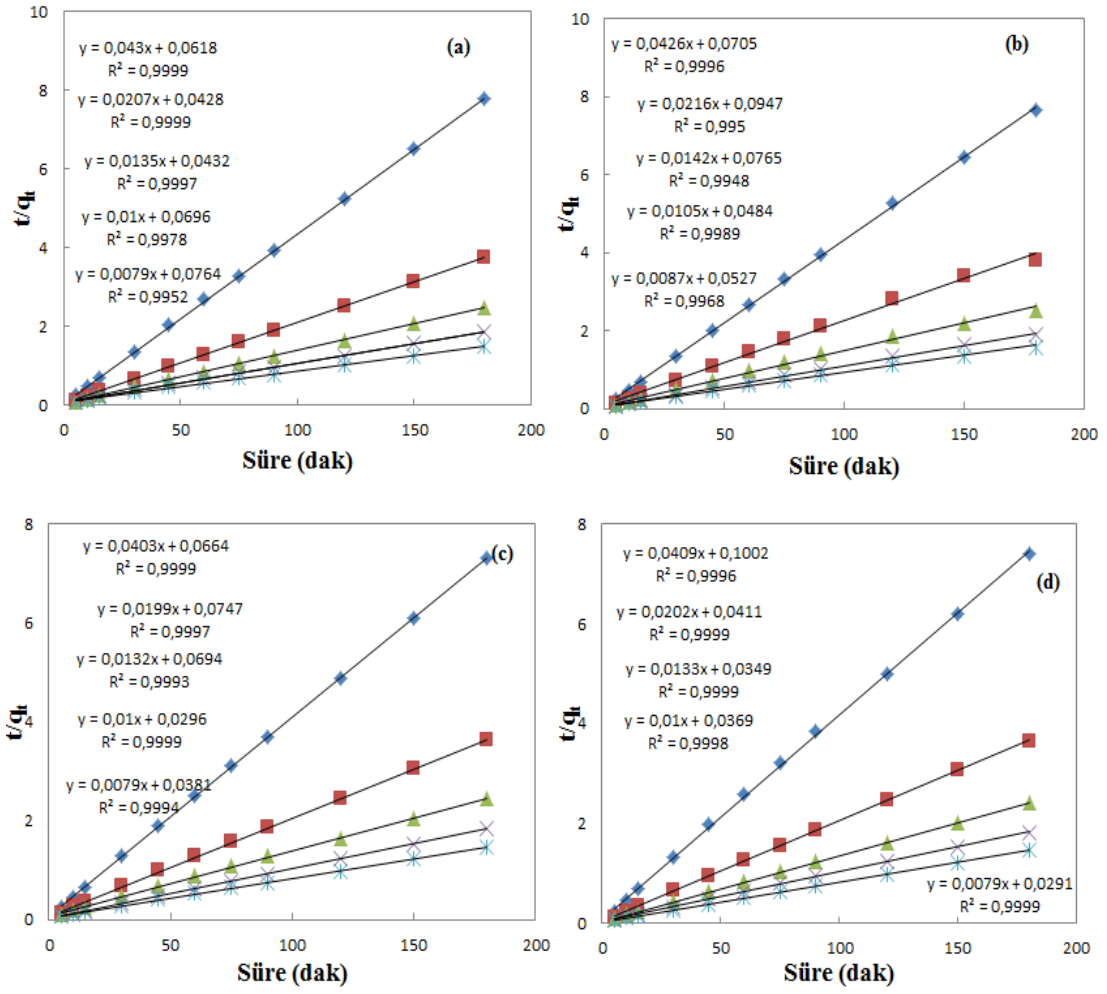 (a)
y = 0,043x + 0,0618
R² = 0,9999
y = 0,0207x + 0,0428
R² = 0,9999
y = 0,0135x + 0,0432
R² = 0,9997
y = 0,01x + 0,0696
R² = 0,9978
y = 0,0079x + 0,0764
R² = 0,9952
10
8
6
4
2
0
t/qt
0 50 100 150 200
Süre (dak)
(b)
y = 0,0426x + 0,0705
R² = 0,9996
y = 0,0216x + 0,0947
R² = 0,995
y = 0,0142x + 0,0765
R² = 0,9948
y = 0,0105x + 0,0484
R² = 0,9989
y = 0,0087x + 0,0527
R² = 0,9968
10
8
6
4
2
0
t/qt
0 50 100 150 200
Süre (dak)
(c)
y = 0,0403x + 0,0664
R² = 0,9999
y = 0,0199x + 0,0747
R² = 0,9997
y = 0,0132x + 0,0694
R² = 0,9993
y = 0,01x + 0,0296
R² = 0,9999
y = 0,0079x + 0,0381
R² = 0,9994
8
6
4
2
0
t/qt
0 50 100 150 200
Süre (dak)
(d)
y = 0,0409x + 0,1002
R² = 0,9996
y = 0,0202x + 0,0411
R² = 0,9999
y = 0,0133x + 0,0349
R² = 0,9999
y = 0,01x + 0,0369
R² = 0,9998
y = 0,0079x + 0,0291
R² = 0,9999
8
6
4
2
0
t/qt
0 50 100 150 200
Süre (dak)